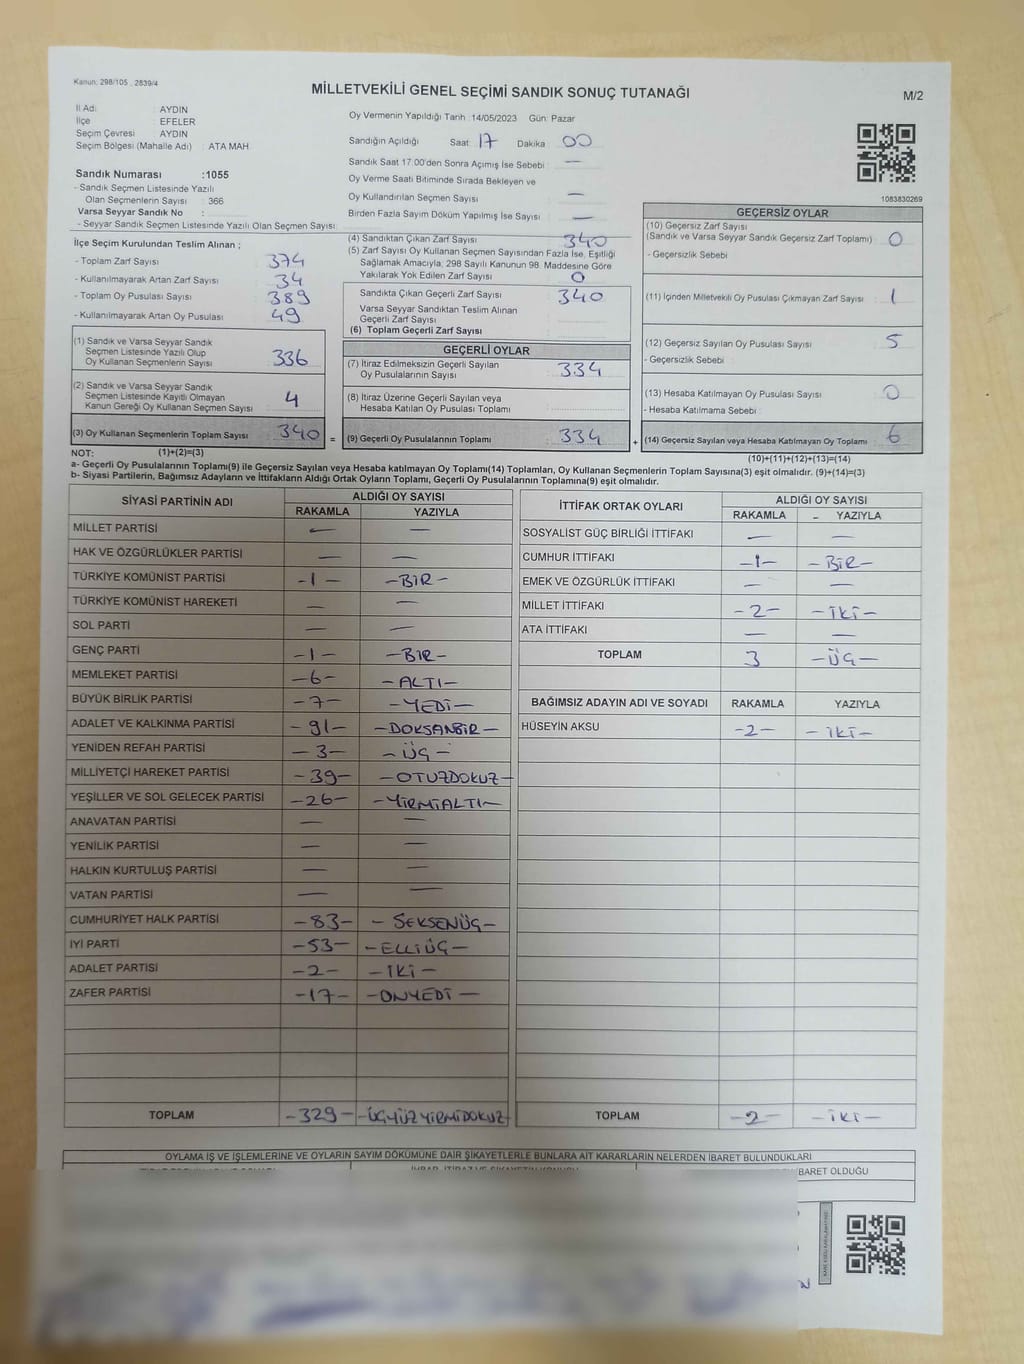 Kanun: 298/105 , 2839/4
MİLLETVEKİLİ GENEL SEÇİMİ SANDIK SONUÇ TUTANAĞI
M/2
İl Adı : AYDIN
İlçe : EFELER
Seçim Çevresi : AYDIN
Seçim Bölgesi (Mahalle Adı) : ATA MAH.
Sandık Numarası :1055
- Sandık Seçmen Listesinde Yazılı
Olan Seçmenlerin Sayısı : 366
Varsa Seyyar Sandık No :
- Seyyar Sandık Seçmen Listesinde Yazılı Olan Seçmen Sayısı:
Oy Vermenin Yapıldığı Tarih :14/05/2023 Gün: Pazar
Sandığın Açıldığı Saat: 17 Dakika: 00
Sandık Saat 17:00'den Sonra Açımış İse Sebebi : —
Oy Verme Saati Bitiminde Sırada Bekleyen ve
Oy Kullandırılan Seçmen Sayısı : —
Birden Fazla Sayım Döküm Yapılmış İse Sayısı : —
1083830269
İlçe Seçim Kurulundan Teslim Alınan ;
- Toplam Zarf Sayısı : 374
- Kullanılmayarak Artan Zarf Sayısı : 34
- Toplam Oy Pusulası Sayısı : 389
- Kullanılmayarak Artan Oy Pusulası : 49
(1) Sandık ve Varsa Seyyar Sandık
Seçmen Listesinde Yazılı Olup
Oy Kullanan Seçmenlerin Sayısı : 336
(2) Sandık ve Varsa Seyyar Sandık
Seçmen Listesinde Kayıtlı Olmayan
Kanun Gereği Oy Kullanan Seçmen Sayısı : 4
(3) Oy Kullanan Seçmenlerin Toplam Sayısı : 340 =
(4) Sandıktan Çıkan Zarf Sayısı : 340
(5) Zarf Sayısı Oy Kullanan Seçmen Sayısından Fazla İse, Eşitliği
Sağlamak Amacıyla, 298 Sayılı Kanunun 98. Maddesine Göre
Yakılarak Yok Edilen Zarf Sayısı : 0
Sandıkta Çıkan Geçerli Zarf Sayısı : 340
Varsa Seyyar Sandıktan Teslim Alınan
Geçerli Zarf Sayısı :
(6) Toplam Geçerli Zarf Sayısı :
GEÇERLİ OYLAR
(7) İtiraz Edilmeksizin Geçerli Sayılan
Oy Pusulalarının Sayısı : 334
(8) İtiraz Üzerine Geçerli Sayılan veya
Hesaba Katılan Oy Pusulası Toplamı :
(9) Geçerli Oy Pusulalarının Toplamı : 334 +
GEÇERSİZ OYLAR
(10) Geçersiz Zarf Sayısı
(Sandık ve Varsa Seyyar Sandık Geçersiz Zarf Toplamı) : 0
- Geçersizlik Sebebi :
(11) İçinden Milletvekili Oy Pusulası Çıkmayan Zarf Sayısı : 1
(12) Geçersiz Sayılan Oy Pusulası Sayısı : 5
- Geçersizlik Sebebi :
(13) Hesaba Katılmayan Oy Pusulası Sayısı : 0
- Hesaba Katılmama Sebebi :
(14) Geçersiz Sayılan veya Hesaba Katılmayan Oy Toplamı : 6
NOT: (1)+(2)=(3)
(10)+(11)+(12)+(13)=(14)
a- Geçerli Oy Pusulalarının Toplamı(9) ile Geçersiz Sayılan veya Hesaba katılmayan Oy Toplamı(14) Toplamları, Oy Kullanan Seçmenlerin Toplam Sayısına(3) eşit olmalıdır. (9)+(14)=(3)
b- Siyasi Partilerin, Bağımsız Adayların ve İttifakların Aldığı Ortak Oyların Toplamı, Geçerli Oy Pusulalarının Toplamına(9) eşit olmalıdır.
SİYASİ PARTİNİN ADI ALDIĞI OY SAYISI
RAKAMLA YAZIYLA
MİLLET PARTİSİ — —
HAK VE ÖZGÜRLÜKLER PARTİSİ — —
TÜRKİYE KOMÜNİST PARTİSİ -1- -BİR-
TÜRKİYE KOMÜNİST HAREKETİ — —
SOL PARTİ — —
GENÇ PARTİ -1- -BİR-
MEMLEKET PARTİSİ -6- -ALTI-
BÜYÜK BİRLİK PARTİSİ -7- -YEDİ-
ADALET VE KALKINMA PARTİSİ -91- -DOKSANBİR-
YENİDEN REFAH PARTİSİ -3- -ÜÇ-
MİLLİYETÇİ HAREKET PARTİSİ -39- -OTUZDOKUZ-
YEŞİLLER VE SOL GELECEK PARTİSİ -26- -YİRMİALTI-
ANAVATAN PARTİSİ — —
YENİLİK PARTİSİ — —
HALKIN KURTULUŞ PARTİSİ — —
VATAN PARTİSİ — —
CUMHURİYET HALK PARTİSİ -83- -SEKSENÜÇ-
İYİ PARTİ -53- -ELLİÜÇ-
ADALET PARTİSİ -2- -İKİ-
ZAFER PARTİSİ -17- -ONYEDİ-
TOPLAM -329- -ÜÇYÜZYİRMİDOKUZ-
İTTİFAK ORTAK OYLARI ALDIĞI OY SAYISI
RAKAMLA - YAZIYLA
SOSYALİST GÜÇ BİRLİĞİ İTTİFAKI — —
CUMHUR İTTİFAKI -1- -BİR-
EMEK VE ÖZGÜRLÜK İTTİFAKI — —
MİLLET İTTİFAKI -2- -İKİ-
ATA İTTİFAKI — —
TOPLAM 3 -ÜÇ-
BAĞIMSIZ ADAYIN ADI VE SOYADI RAKAMLA YAZIYLA
HÜSEYİN AKSU -2- -İKİ-
TOPLAM -2- -İKİ-
OYLAMA İŞ VE İŞLEMLERİNE VE OYLARIN SAYIM DÖKÜMÜNE DAİR ŞİKAYETLERLE BUNLARA AİT KARARLARIN NELERDEN İBARET BULUNDUKLARI
BARET OLDUĞU